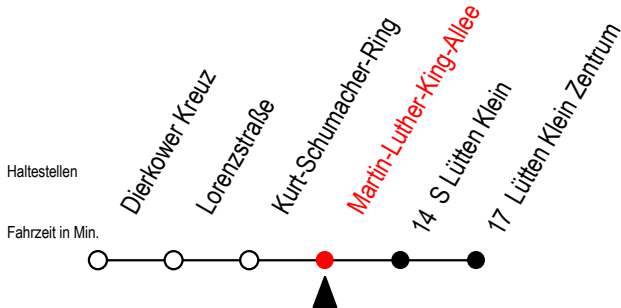 Haltestellen
Dierkower Kreuz
Lorenzstraße
Kurt-Schumacher-Ring
Martin-Luther-King-Allee
14 S Lütten Klein
17 Lütten Klein Zentrum
Fahrzeit in Min.